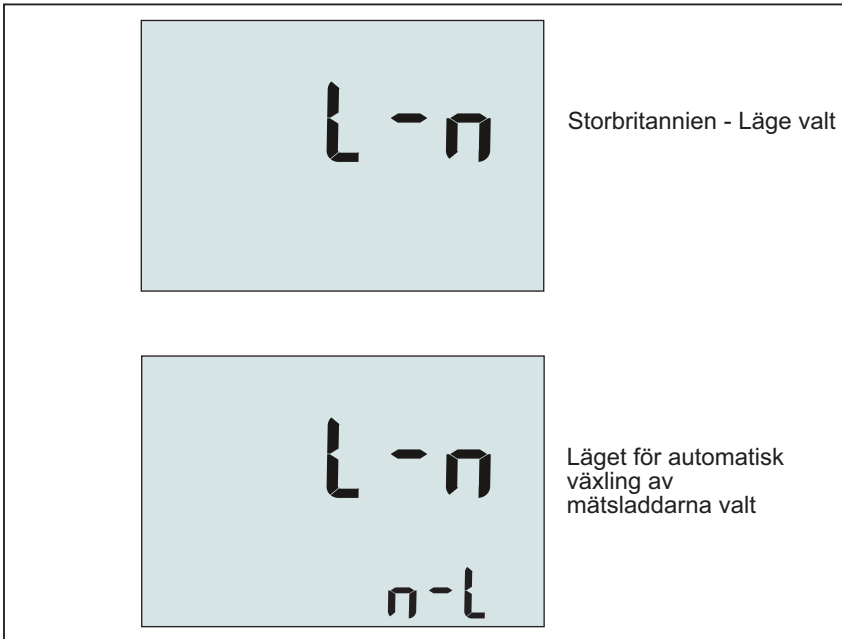 L-n
Storbritannien - Läge valt
L-n
Läget för automatisk
växling av
mätsladdarna valt
n-L